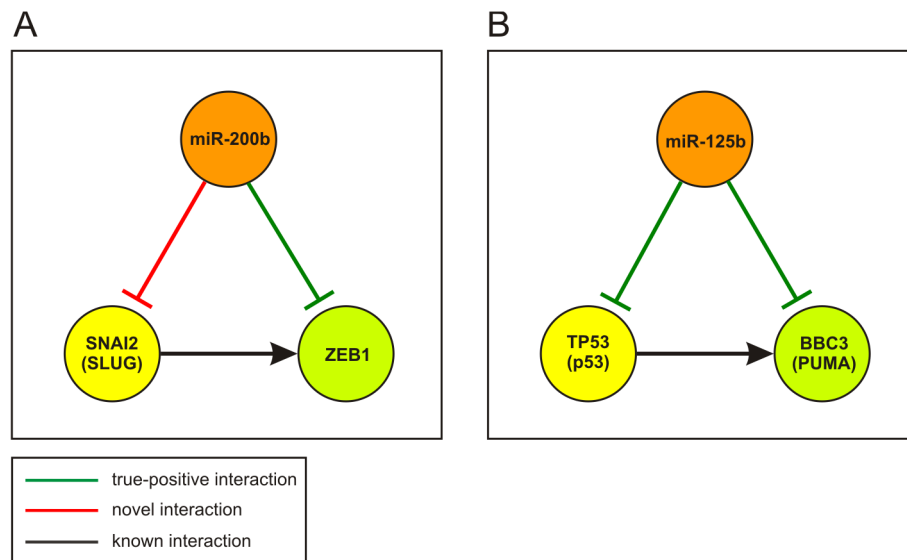 A
miR-200b
SNAI2
(SLUG)
ZEB1
B
miR-125b
TP53
(p53)
BBC3
(PUMA)
true-positive interaction
novel interaction
known interaction